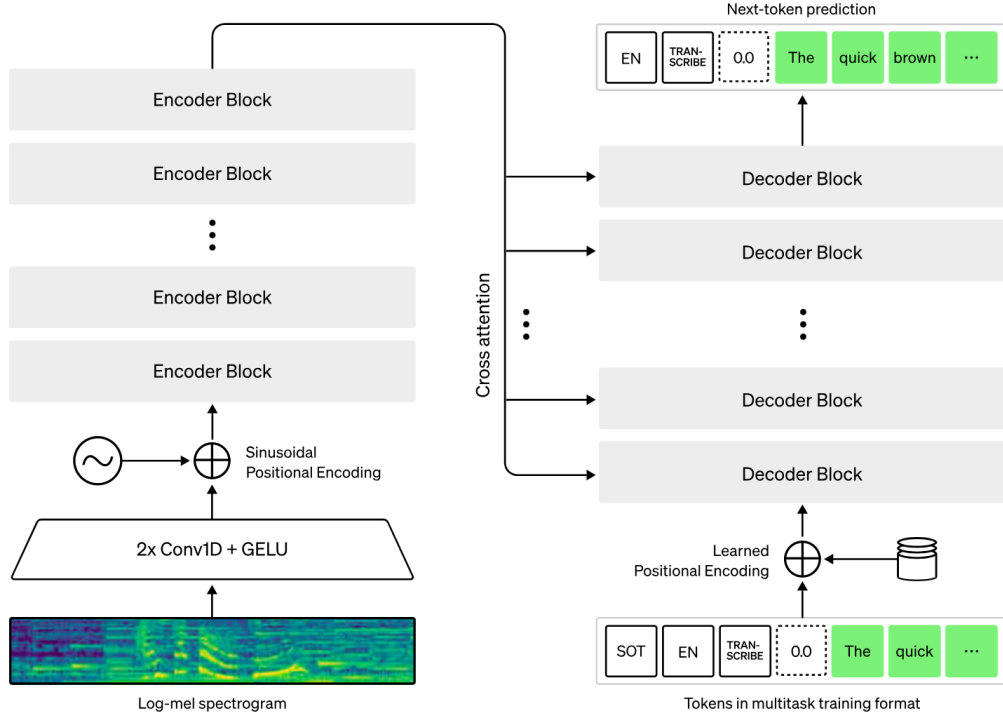 Encoder Block
Encoder Block
Encoder Block
Encoder Block
Sinusoidal
Positional Encoding
2x Conv1D + GELU
Log-mel spectrogram
Cross attention
Next-token prediction
EN
TRAN-
SCRIBE
0.0
The
quick
brown
...
Decoder Block
Decoder Block
Decoder Block
Decoder Block
Learned
Positional Encoding
SOT
EN
TRAN-
SCRIBE
0.0
The
quick
...
Tokens in multitask training format